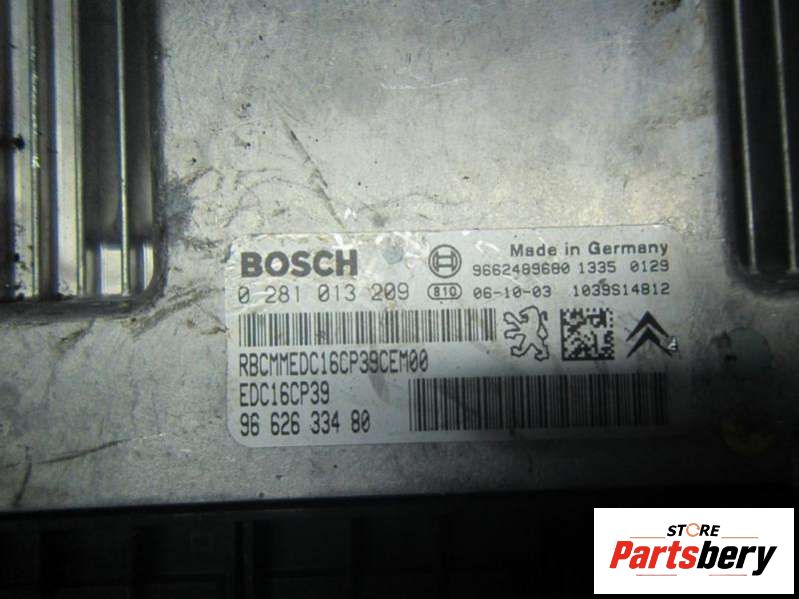 BOSCH
Made in Germany
9662489680 1335 0129
0 281 013 209 810 06-10-03 1039S14812
RBCMMEDC16CP39CEM00
EDC16CP39
96 626 334 80
STORE
Partsbery